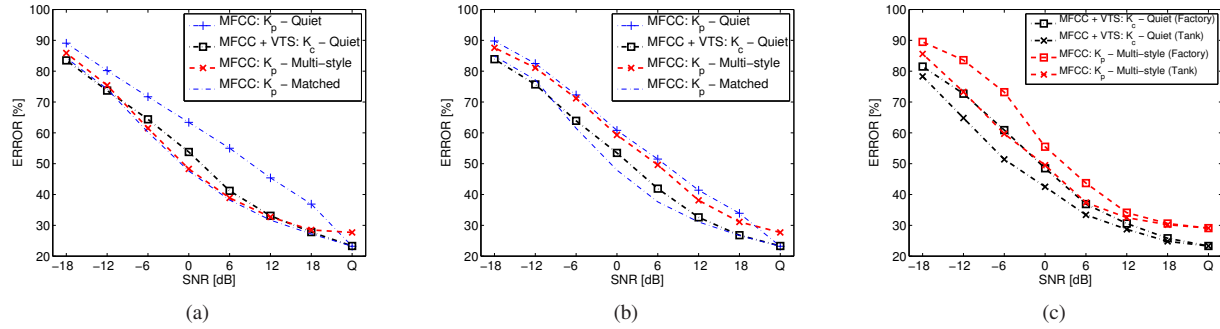 100
90
80
70
60
50
40
30
20
ERROR [%]
−18 −12 −6 0 6 12 18 Q
SNR [dB]
MFCC: Kp − Quiet
MFCC + VTS: Kc − Quiet
MFCC: Kp − Multi−style
MFCC: Kp − Matched
(a)
100
90
80
70
60
50
40
30
20
ERROR [%]
−18 −12 −6 0 6 12 18 Q
SNR [dB]
MFCC: Kp − Quiet
MFCC + VTS: Kc − Quiet
MFCC: Kp − Multi−style
MFCC: Kp − Matched
(b)
100
90
80
70
60
50
40
30
20
ERROR [%]
−18 −12 −6 0 6 12 18 Q
SNR [dB]
MFCC + VTS: Kc − Quiet (Factory)
MFCC + VTS: Kc − Quiet (Tank)
MFCC: Kp − Multi−style (Factory)
MFCC: Kp − Multi−style (Tank)
(c)